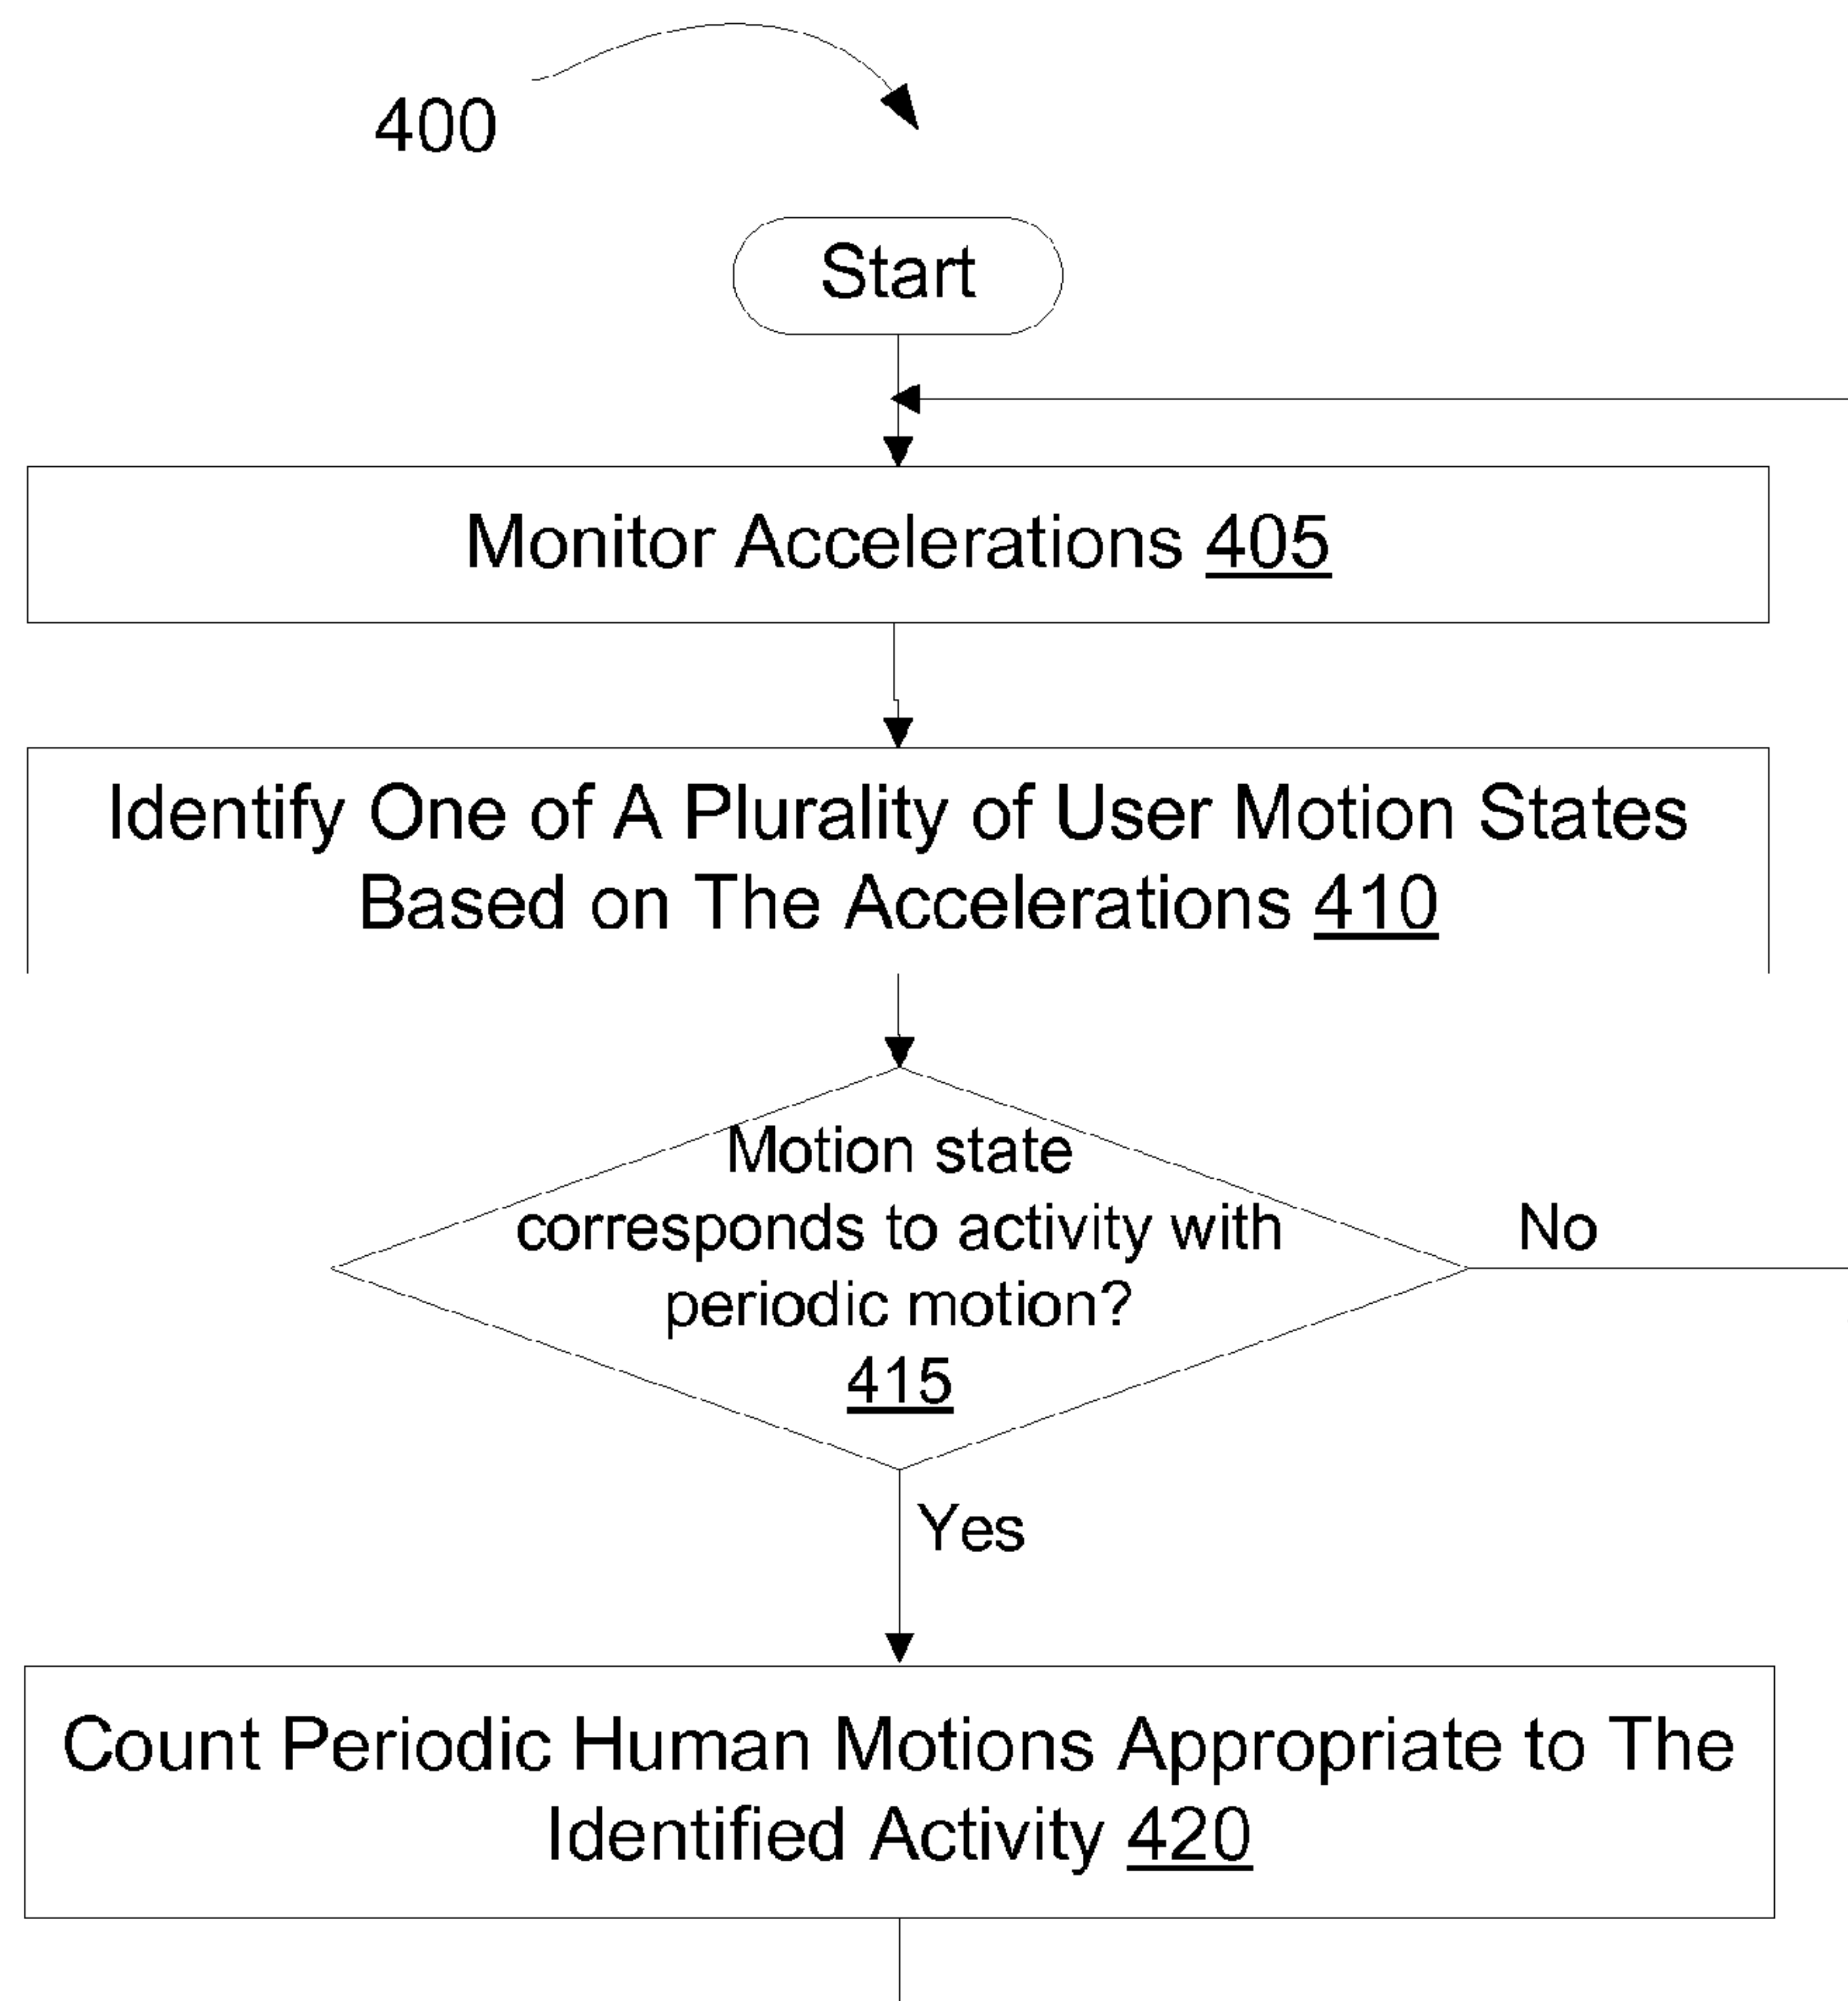 400
Start
Monitor Accelerations 405
Identify One of A Plurality of User Motion States
Based on The Accelerations 410
Motion state
corresponds to activity with
periodic motion?
415
No
Yes
Count Periodic Human Motions Appropriate to The
Identified Activity 420